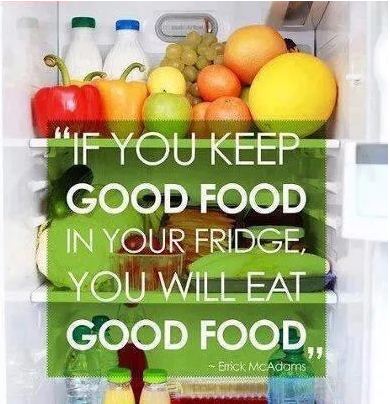 “IF YOU KEEP
GOOD FOOD
IN YOUR FRIDGE,
YOU WILL EAT
GOOD FOOD.”
~ Errick McAdams